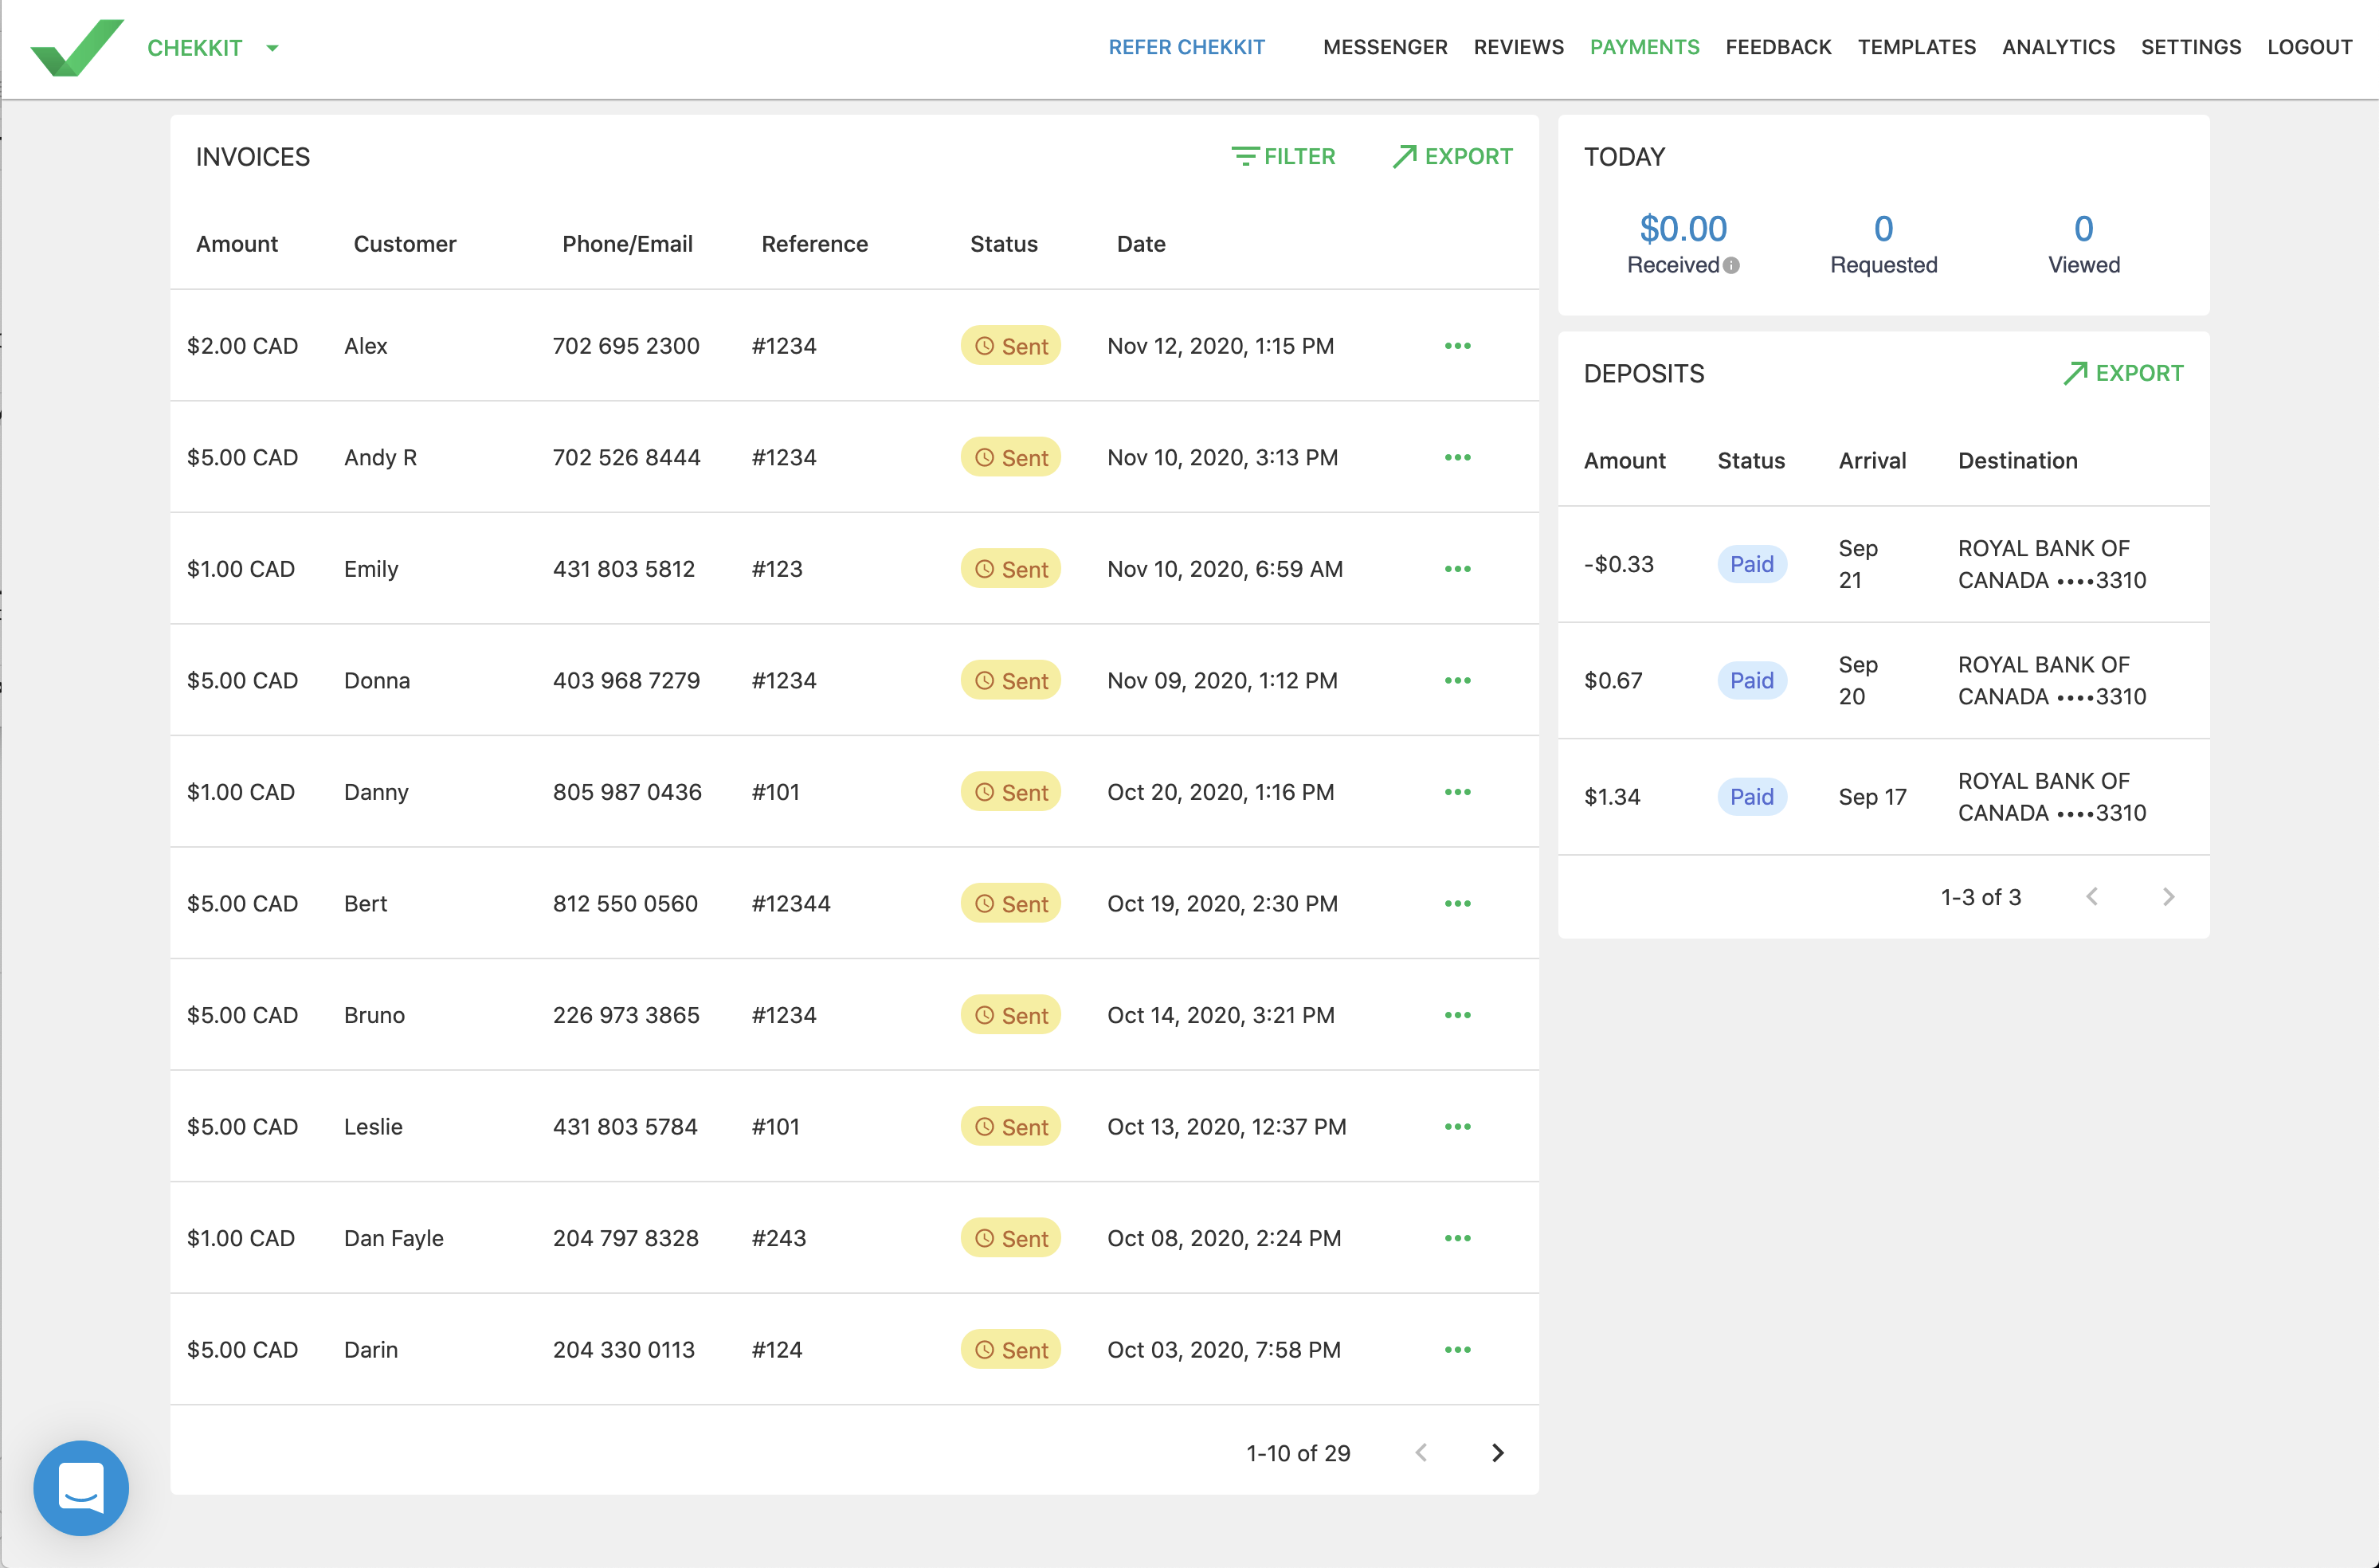 CHEKKIT
REFER CHEKKIT MESSENGER REVIEWS PAYMENTS FEEDBACK TEMPLATES ANALYTICS SETTINGS LOGOUT
INVOICES FILTER EXPORT
Amount Customer Phone/Email Reference Status Date
$2.00 CAD Alex 702 695 2300 #1234 Sent Nov 12, 2020, 1:15 PM
$5.00 CAD Andy R 702 526 8444 #1234 Sent Nov 10, 2020, 3:13 PM
$1.00 CAD Emily 431 803 5812 #123 Sent Nov 10, 2020, 6:59 AM
$5.00 CAD Donna 403 968 7279 #1234 Sent Nov 09, 2020, 1:12 PM
$1.00 CAD Danny 805 987 0436 #101 Sent Oct 20, 2020, 1:16 PM
$5.00 CAD Bert 812 550 0560 #12344 Sent Oct 19, 2020, 2:30 PM
$5.00 CAD Bruno 226 973 3865 #1234 Sent Oct 14, 2020, 3:21 PM
$5.00 CAD Leslie 431 803 5784 #101 Sent Oct 13, 2020, 12:37 PM
$1.00 CAD Dan Fayle 204 797 8328 #243 Sent Oct 08, 2020, 2:24 PM
$5.00 CAD Darin 204 330 0113 #124 Sent Oct 03, 2020, 7:58 PM
1-10 of 29
TODAY
$0.00 0 0
Received Requested Viewed
DEPOSITS EXPORT
Amount Status Arrival Destination
-$0.33 Paid Sep 21 ROYAL BANK OF
CANADA ••••3310
$0.67 Paid Sep 20 ROYAL BANK OF
CANADA ••••3310
$1.34 Paid Sep 17 ROYAL BANK OF
CANADA ••••3310
1-3 of 3